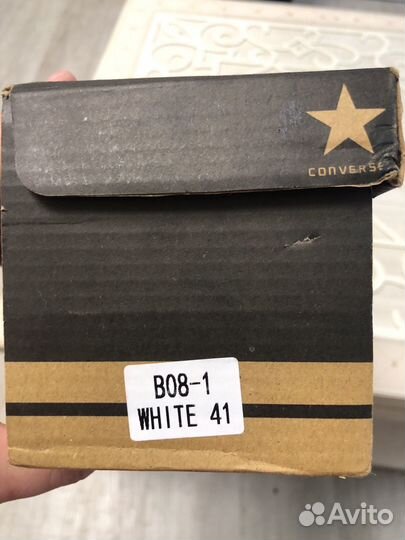 CONVERSE
B08-1
WHITE 41
Avito